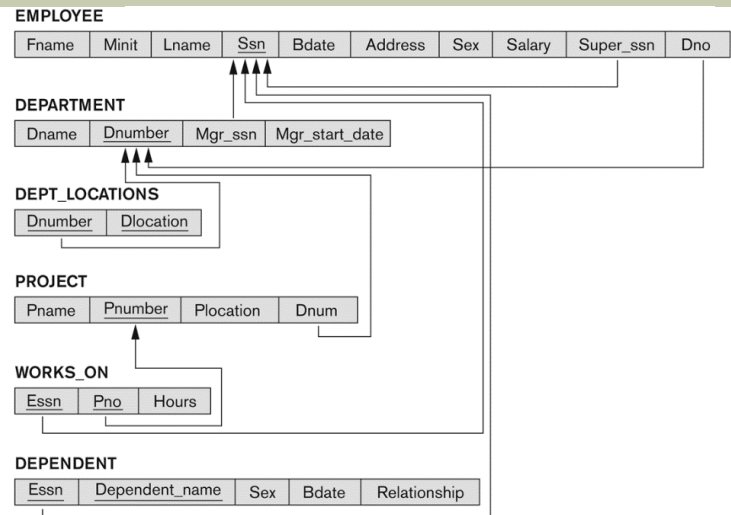 EMPLOYEE
Fname Minit Lname Ssn Bdate Address Sex Salary Super_ssn Dno
DEPARTMENT
Dname Dnumber Mgr_ssn Mgr_start_date
DEPT_LOCATIONS
Dnumber Dlocation
PROJECT
Pname Pnumber Plocation Dnum
WORKS_ON
Essn Pno Hours
DEPENDENT
Essn Dependent_name Sex Bdate Relationship